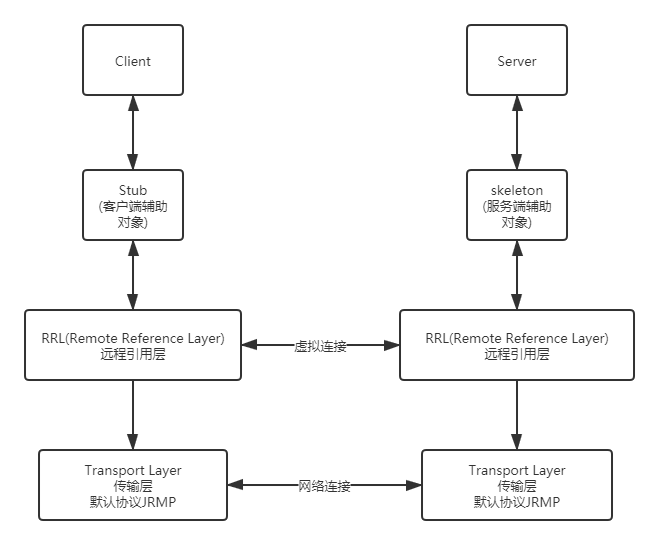 Client
Server
Stub
(客户端辅助
对象)
skeleton
(服务端辅助
对象)
RRL(Remote Reference Layer)
远程引用层
虚拟连接
RRL(Remote Reference Layer)
远程引用层
Transport Layer
传输层
默认协议JRMP
网络连接
Transport Layer
传输层
默认协议JRMP